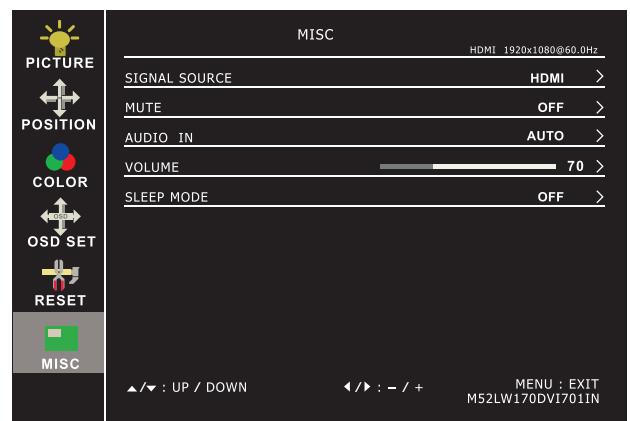 MISC
HDMI 1920x1080@60.0Hz
PICTURE
POSITION
COLOR
OSD
OSD SET
RESET
MISC
SIGNAL SOURCE HDMI >
MUTE OFF >
AUDIO IN AUTO >
VOLUME 70 >
SLEEP MODE OFF >
▲/▼ : UP / DOWN ◀/▶ : – / + MENU : EXIT
M52LW170DVI701IN